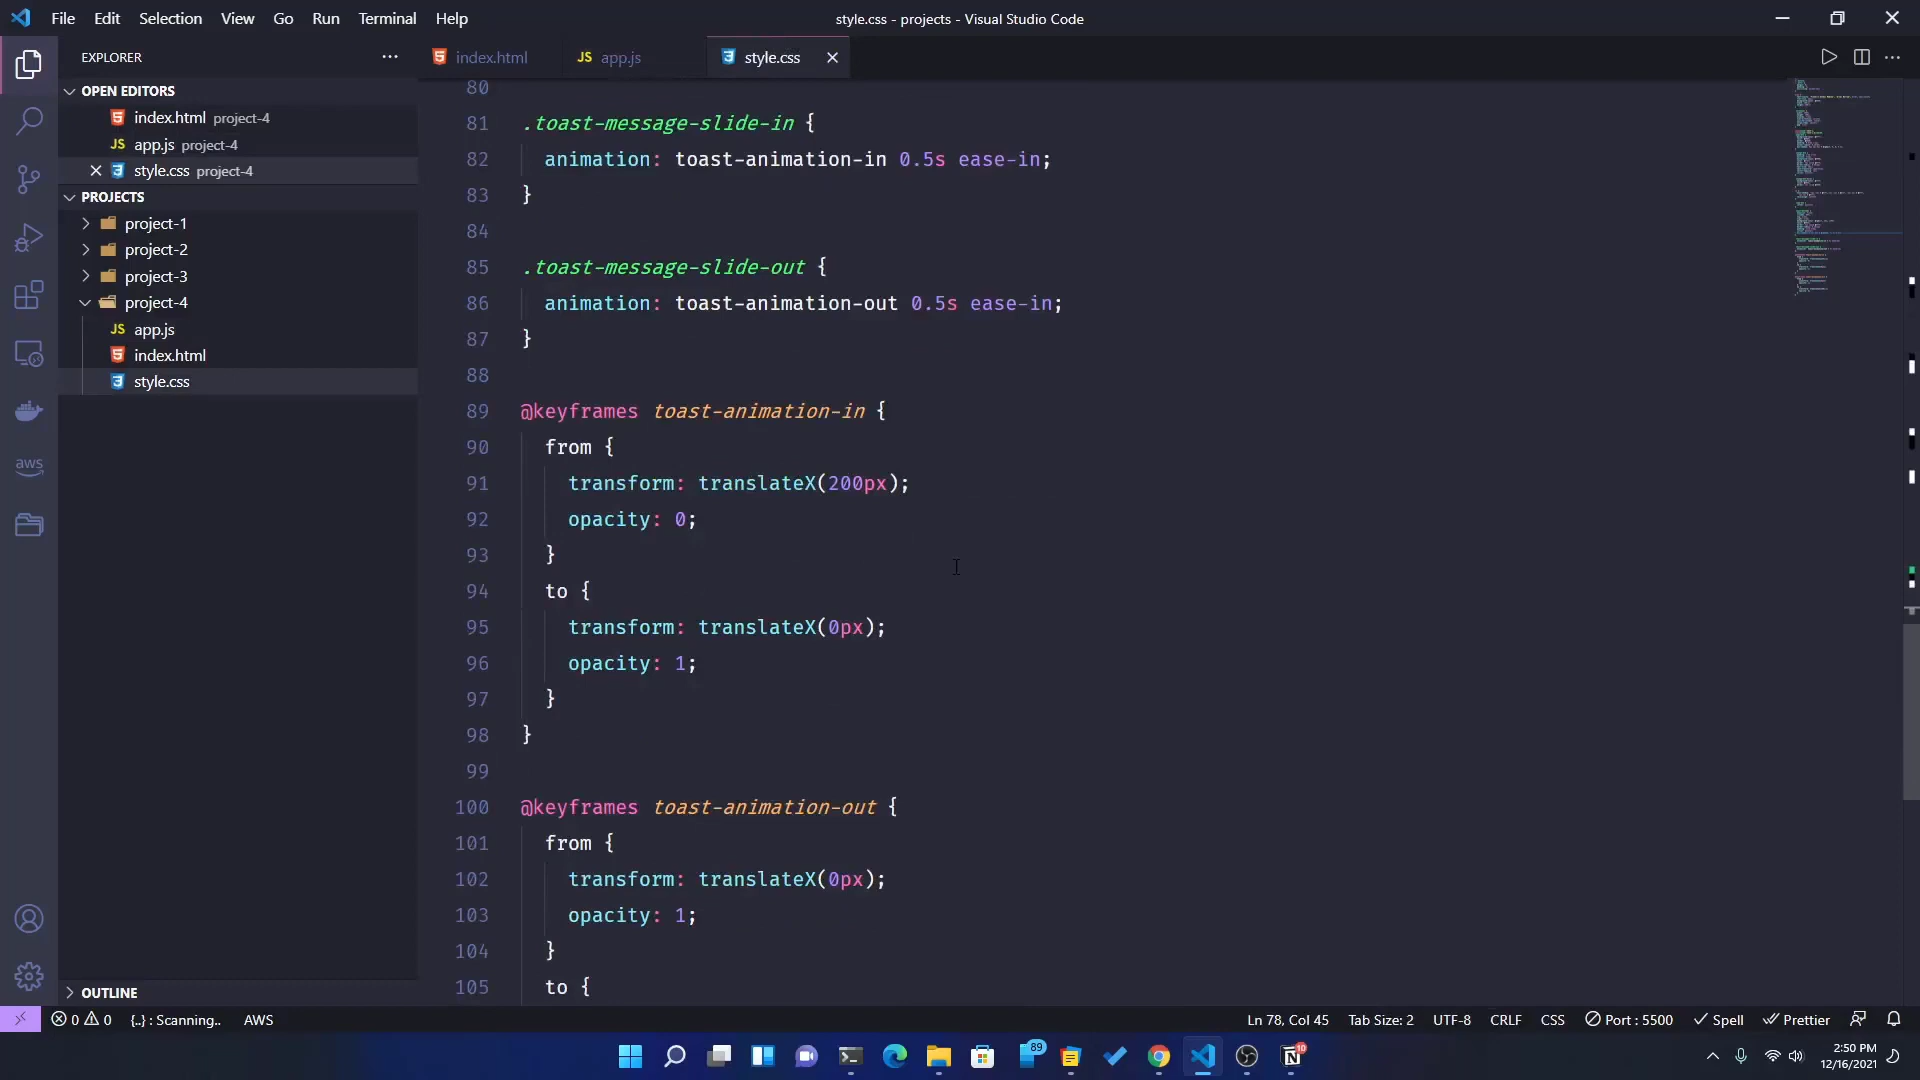 File Edit Selection View Go Run Terminal Help
style.css - projects - Visual Studio Code
EXPLORER
index.html
JS app.js
style.css
OPEN EDITORS
index.html project-4
JS app.js project-4
style.css project-4
PROJECTS
project-1
project-2
project-3
project-4
JS app.js
index.html
style.css
aws
OUTLINE
80
81 .toast-message-slide-in {
82 animation: toast-animation-in 0.5s ease-in;
83 }
84
85 .toast-message-slide-out {
86 animation: toast-animation-out 0.5s ease-in;
87 }
88
89 @keyframes toast-animation-in {
90 from {
91 transform: translateX(200px);
92 opacity: 0;
93 }
94 to {
95 transform: translateX(0px);
96 opacity: 1;
97 }
98 }
99
100 @keyframes toast-animation-out {
101 from {
102 transform: translateX(0px);
103 opacity: 1;
104 }
105 to {
0 0 {..} : Scanning.. AWS
Ln 78, Col 45 Tab Size: 2 UTF-8 CRLF CSS Port : 5500 Spell Prettier
89
10
2:50 PM
12/16/2021